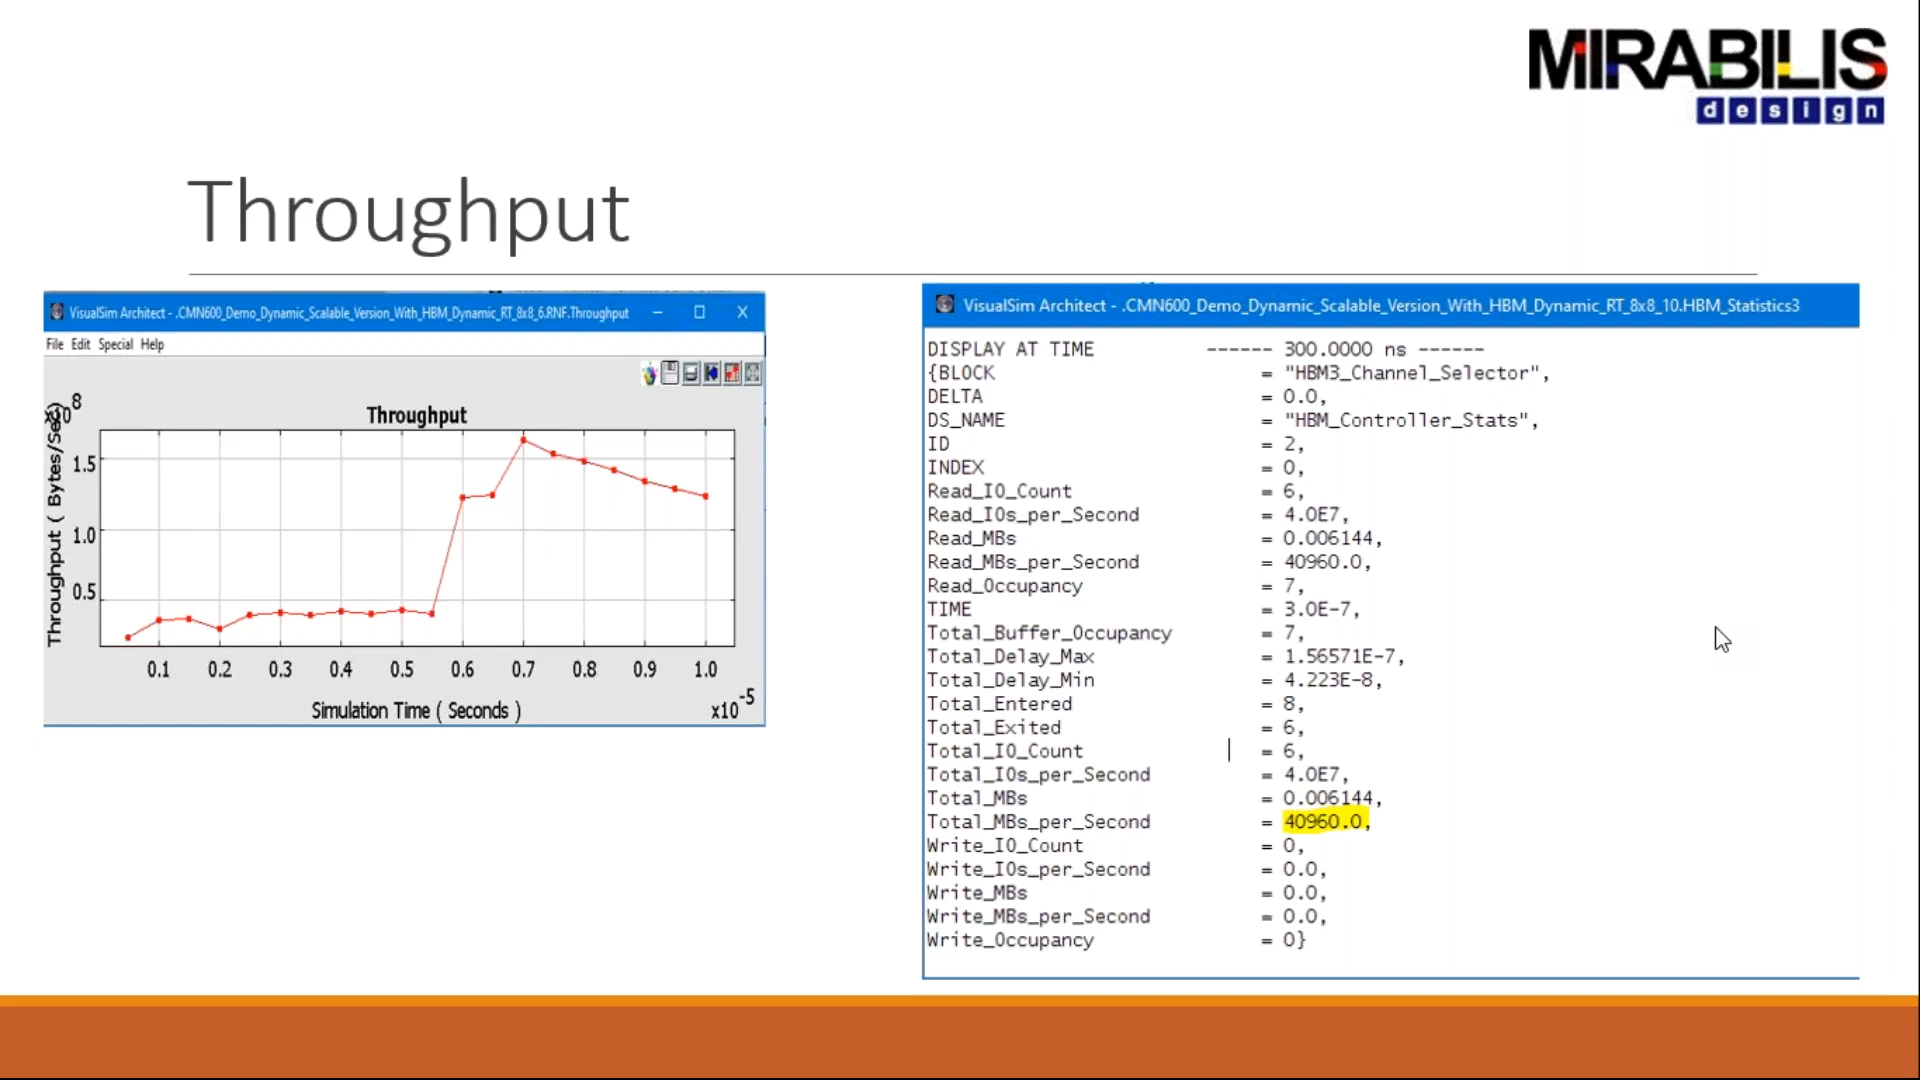 MIRABILIS
design
Throughput
VisualSim Architect - .CMN600_Demo_Dynamic_Scalable_Version_With_HBM_Dynamic_RT_8x8_6.RNF.Throughput
File Edit Special Help
x10 8
Throughput
Throughput ( Bytes/Sec)
1.5
1.0
0.5
0.1 0.2 0.3 0.4 0.5 0.6 0.7 0.8 0.9 1.0
Simulation Time ( Seconds )
x10 -5
VisualSim Architect - .CMN600_Demo_Dynamic_Scalable_Version_With_HBM_Dynamic_RT_8x8_10.HBM_Statistics3
DISPLAY AT TIME ------ 300.0000 ns ------
{BLOCK = "HBM3_Channel_Selector",
DELTA = 0.0,
DS_NAME = "HBM_Controller_Stats",
ID = 2,
INDEX = 0,
Read_IO_Count = 6,
Read_IOs_per_Second = 4.0E7,
Read_MBs = 0.006144,
Read_MBs_per_Second = 40960.0,
Read_Occupancy = 7,
TIME = 3.0E-7,
Total_Buffer_Occupancy = 7,
Total_Delay_Max = 1.56571E-7,
Total_Delay_Min = 4.223E-8,
Total_Entered = 8,
Total_Exited = 6,
Total_IO_Count = 6,
Total_IOs_per_Second = 4.0E7,
Total_MBs = 0.006144,
Total_MBs_per_Second = 40960.0,
Write_IO_Count = 0,
Write_IOs_per_Second = 0.0,
Write_MBs = 0.0,
Write_MBs_per_Second = 0.0,
Write_Occupancy = 0}